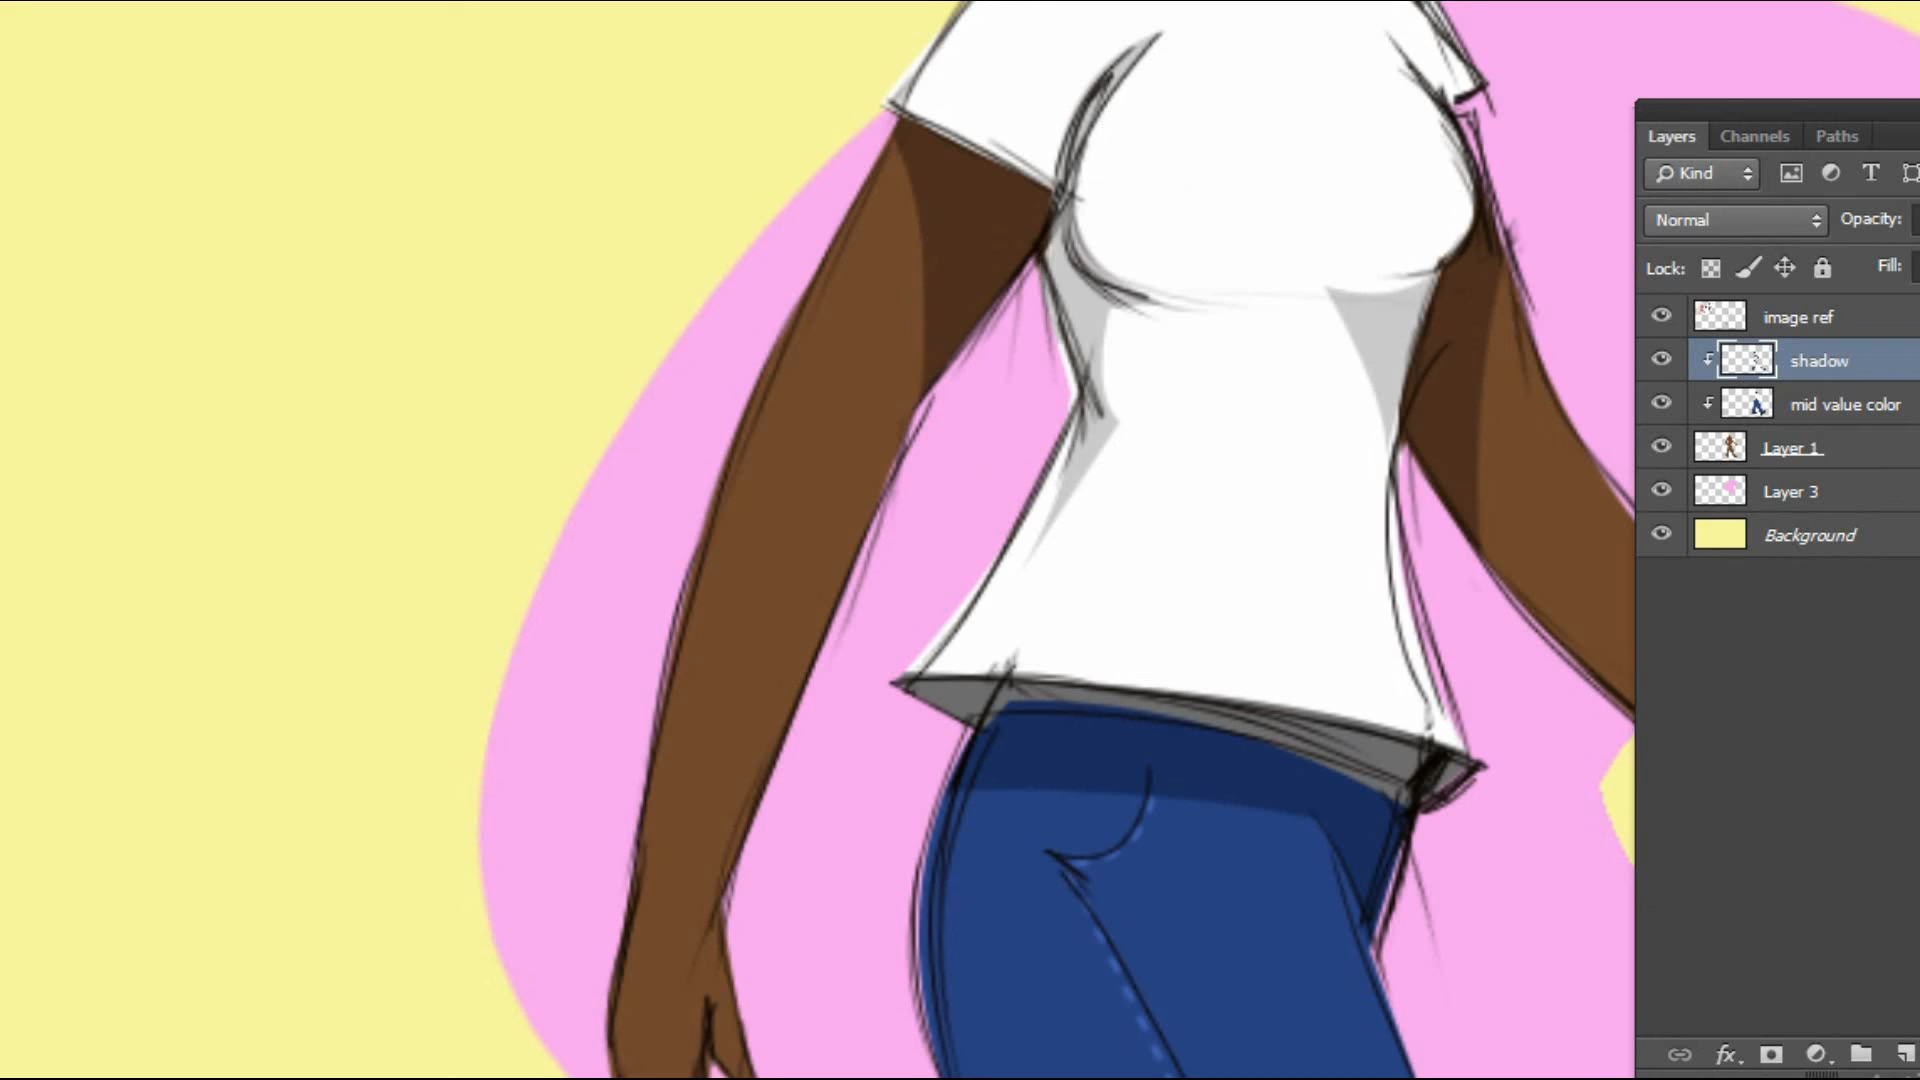 Layers Channels Paths
Kind
Normal Opacity:
Lock: Fill:
image ref
shadow
mid value color
Layer 1
Layer 3
Background
fx